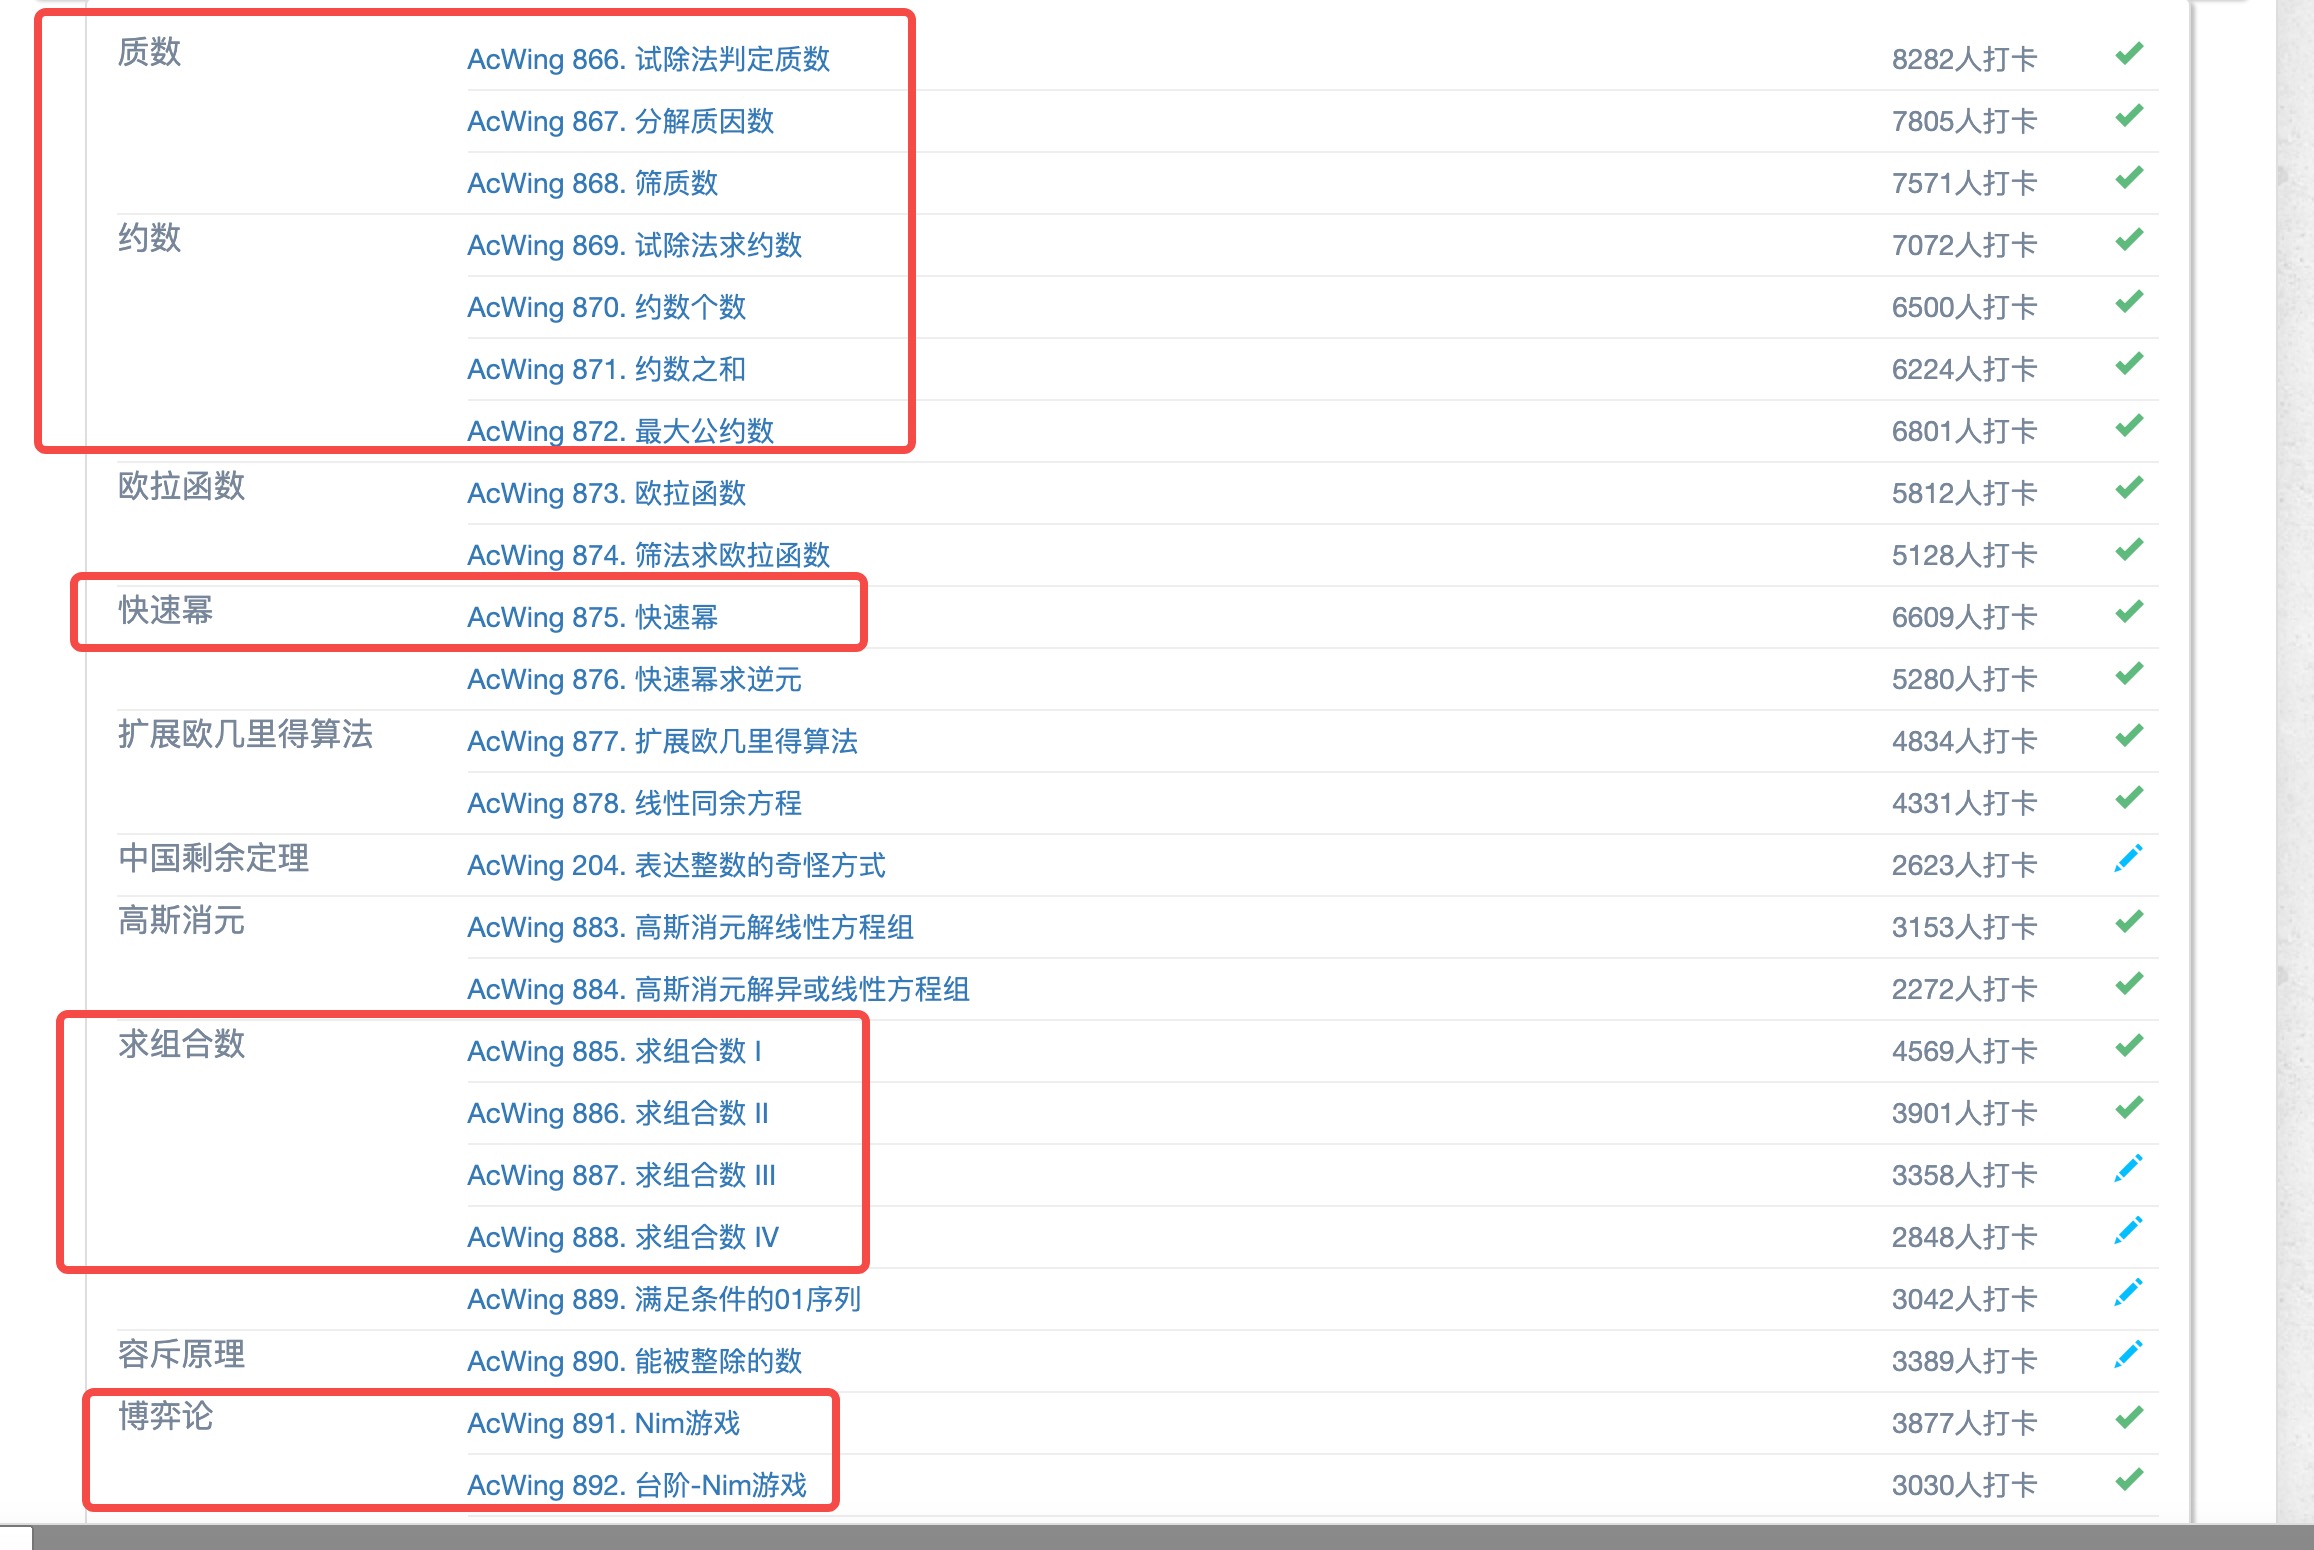 质数 AcWing 866. 试除法判定质数 8282人打卡
AcWing 867. 分解质因数 7805人打卡
AcWing 868. 筛质数 7571人打卡
约数 AcWing 869. 试除法求约数 7072人打卡
AcWing 870. 约数个数 6500人打卡
AcWing 871. 约数之和 6224人打卡
AcWing 872. 最大公约数 6801人打卡
欧拉函数 AcWing 873. 欧拉函数 5812人打卡
AcWing 874. 筛法求欧拉函数 5128人打卡
快速幂 AcWing 875. 快速幂 6609人打卡
AcWing 876. 快速幂求逆元 5280人打卡
扩展欧几里得算法 AcWing 877. 扩展欧几里得算法 4834人打卡
AcWing 878. 线性同余方程 4331人打卡
中国剩余定理 AcWing 204. 表达整数的奇怪方式 2623人打卡
高斯消元 AcWing 883. 高斯消元解线性方程组 3153人打卡
AcWing 884. 高斯消元解异或线性方程组 2272人打卡
求组合数 AcWing 885. 求组合数 I 4569人打卡
AcWing 886. 求组合数 II 3901人打卡
AcWing 887. 求组合数 III 3358人打卡
AcWing 888. 求组合数 IV 2848人打卡
AcWing 889. 满足条件的01序列 3042人打卡
容斥原理 AcWing 890. 能被整除的数 3389人打卡
博弈论 AcWing 891. Nim游戏 3877人打卡
AcWing 892. 台阶-Nim游戏 3030人打卡